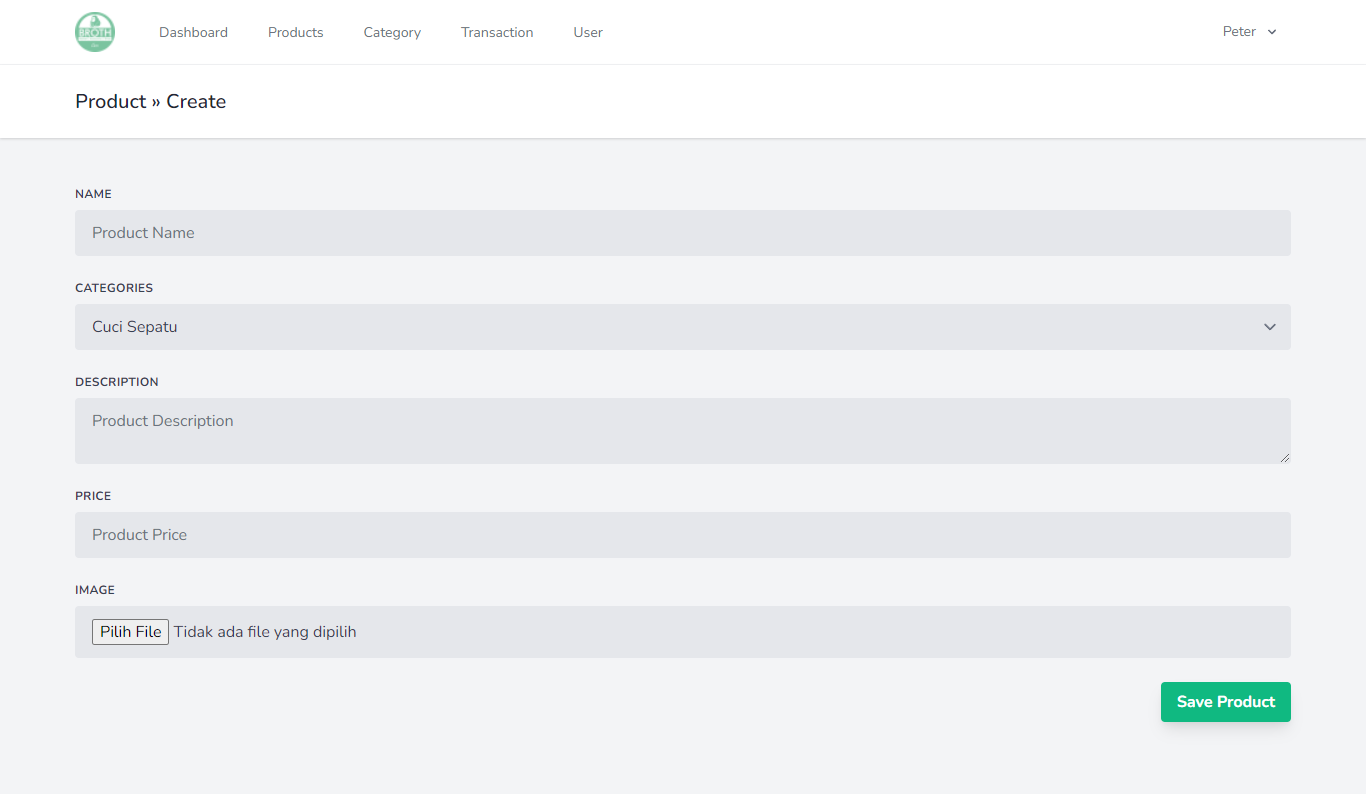 BROTH
Dashboard Products Category Transaction User Peter
Product » Create
NAME
Product Name
CATEGORIES
Cuci Sepatu
DESCRIPTION
Product Description
PRICE
Product Price
IMAGE
Pilih File Tidak ada file yang dipilih
Save Product